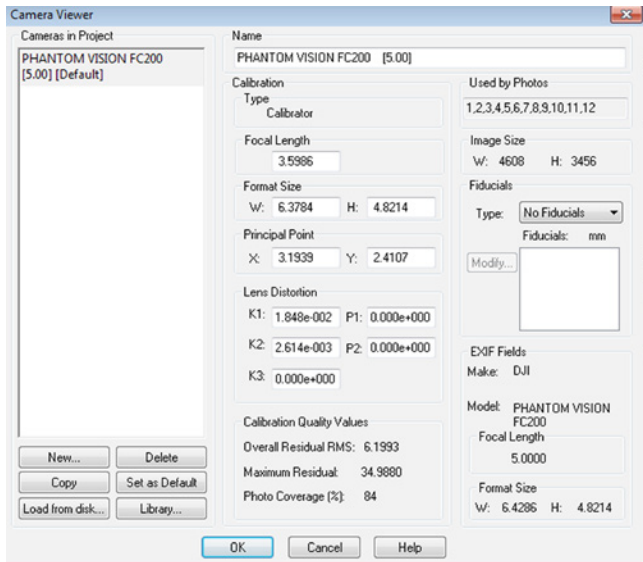 Camera Viewer
Cameras in Project
PHANTOM VISION FC200
[5.00] [Default]
New...
Delete
Copy
Set as Default
Load from disk...
Library...
Name
PHANTOM VISION FC200 [5.00]
Calibration
Type
Calibrator
Focal Length
3.5986
Format Size
W: 6.3784 H: 4.8214
Principal Point
X: 3.1939 Y: 2.4107
Lens Distortion
K1: 1.848e-002 P1: 0.000e+000
K2: 2.614e-003 P2: 0.000e+000
K3: 0.000e+000
Calibration Quality Values
Overall Residual RMS: 6.1993
Maximum Residual: 34.9880
Photo Coverage (%): 84
Used by Photos
1,2,3,4,5,6,7,8,9,10,11,12
Image Size
W: 4608 H: 3456
Fiducials
Type: No Fiducials
Fiducials: mm
Modify...
EXIF Fields
Make: DJI
Model: PHANTOM VISION
FC200
Focal Length
5.0000
Format Size
W: 6.4286 H: 4.8214
OK
Cancel
Help